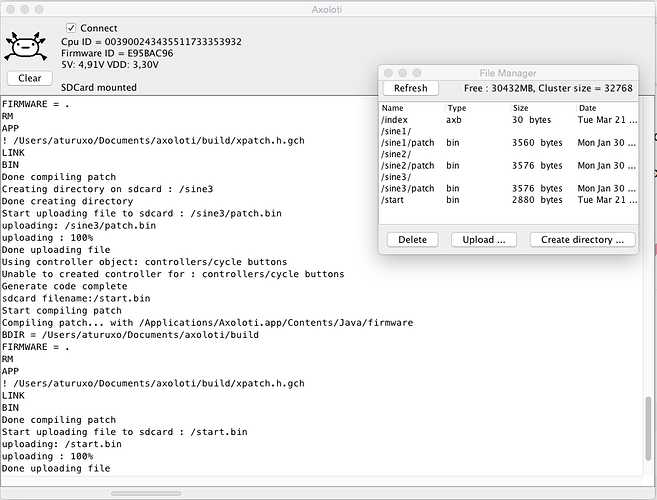 Axoloti
Connect
Cpu ID = 003900243435511733353932
Firmware ID = E95BAC96
5V: 4,91V VDD: 3,30V
Clear
SDCard mounted
File Manager
Refresh
Free : 30432MB, Cluster size = 32768
Name Type Size Date
/index axb 30 bytes Tue Mar 21 ...
/sine1/
/sine1/patch bin 3560 bytes Mon Jan 30 ...
/sine2/
/sine2/patch bin 3576 bytes Mon Jan 30 ...
/sine3/
/sine3/patch bin 3576 bytes Mon Jan 30 ...
/start bin 2880 bytes Tue Mar 21 ...
Delete Upload ... Create directory ...
FIRMWARE = .
RM
APP
! /Users/aturuxo/Documents/axoloti/build/xpatch.h.gch
LINK
BIN
Done compiling patch
Creating directory on sdcard : /sine3
Done creating directory
Start uploading file to sdcard : /sine3/patch.bin
uploading: /sine3/patch.bin
uploading : 100%
Done uploading file
Using controller object: controllers/cycle buttons
Unable to created controller for : controllers/cycle buttons
Generate code complete
sdcard filename:/start.bin
Start compiling patch
Compiling patch... with /Applications/Axoloti.app/Contents/Java/firmware
BDIR = /Users/aturuxo/Documents/axoloti/build
FIRMWARE = .
RM
APP
! /Users/aturuxo/Documents/axoloti/build/xpatch.h.gch
LINK
BIN
Done compiling patch
Start uploading file to sdcard : /start.bin
uploading: /start.bin
uploading : 100%
Done uploading file